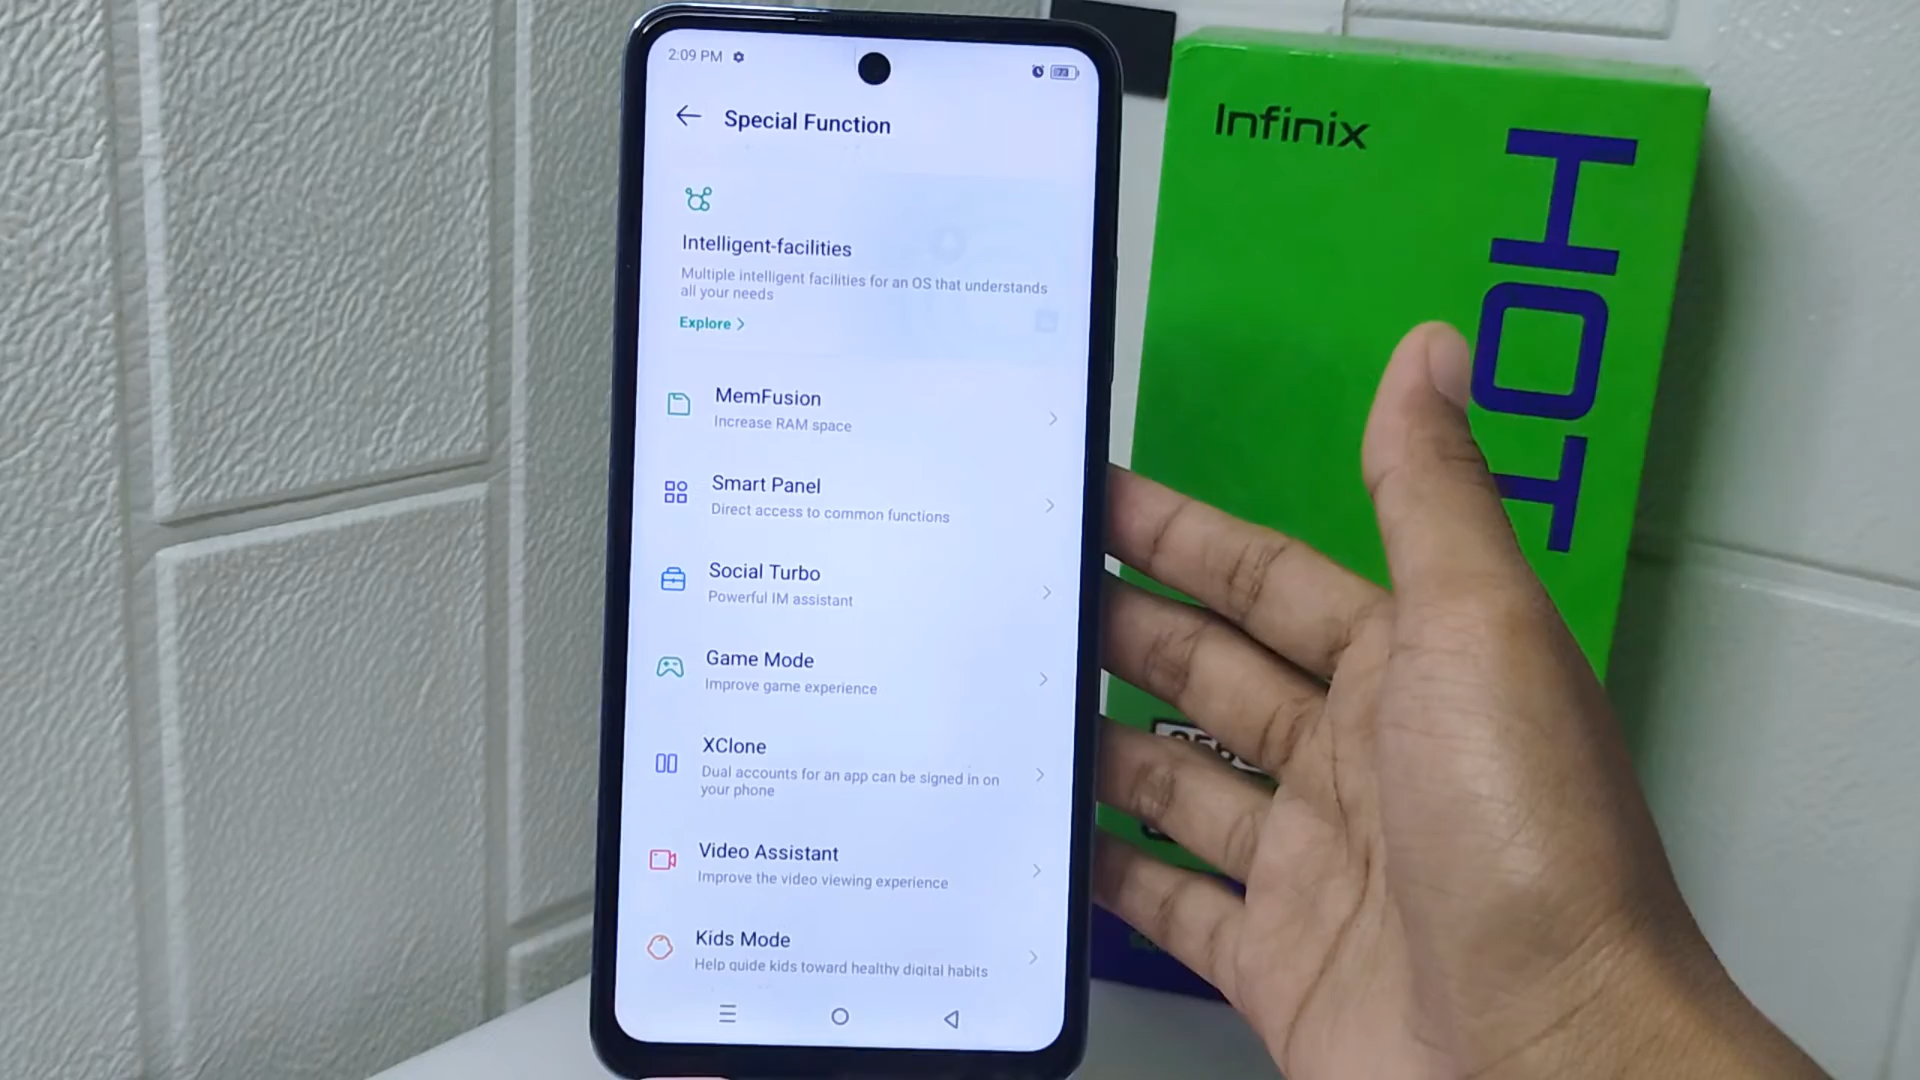 2:09 PM
Special Function
Intelligent-facilities
Multiple intelligent facilities for an OS that understands
all your needs
Explore >
MemFusion
Increase RAM space
Smart Panel
Direct access to common functions
Social Turbo
Powerful IM assistant
Game Mode
Improve game experience
XClone
Dual accounts for an app can be signed in on
your phone
Video Assistant
Improve the video viewing experience
Kids Mode
Help guide kids toward healthy digital habits
Infinix
HOT